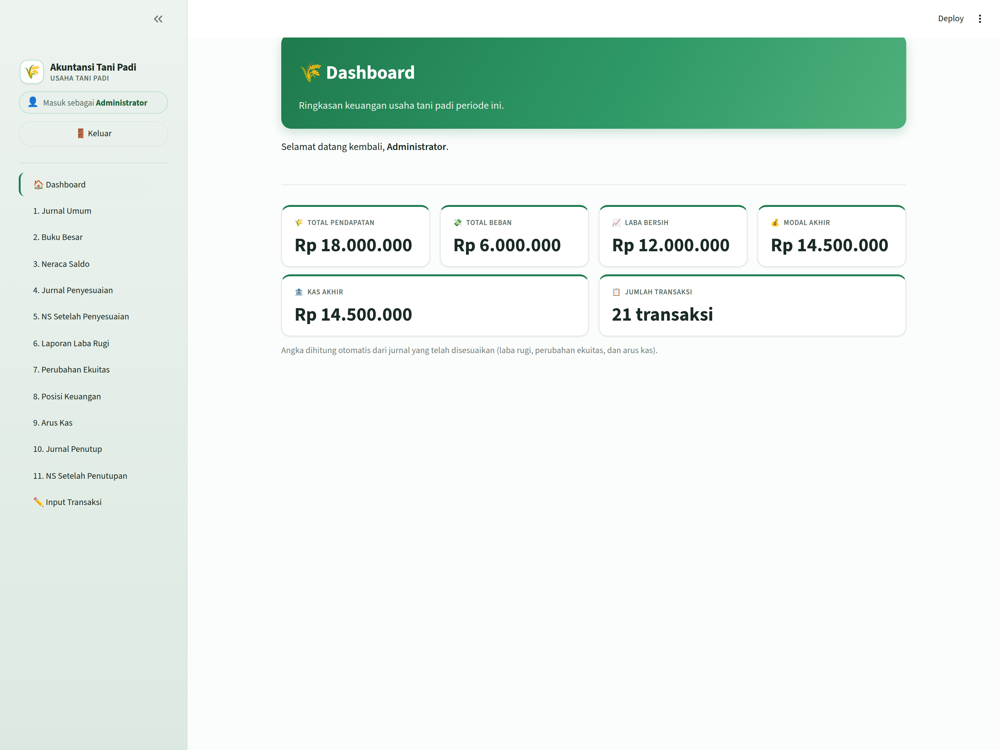 Deploy
Akuntansi Tani Padi
USAHA TANI PADI
Masuk sebagai Administrator
Keluar
Dashboard
1. Jurnal Umum
2. Buku Besar
3. Neraca Saldo
4. Jurnal Penyesuaian
5. NS Setelah Penyesuaian
6. Laporan Laba Rugi
7. Perubahan Ekuitas
8. Posisi Keuangan
9. Arus Kas
10. Jurnal Penutup
11. NS Setelah Penutupan
Input Transaksi
Dashboard
Ringkasan keuangan usaha tani padi periode ini.
Selamat datang kembali, Administrator.
TOTAL PENDAPATAN
Rp 18.000.000
TOTAL BEBAN
Rp 6.000.000
LABA BERSIH
Rp 12.000.000
MODAL AKHIR
Rp 14.500.000
KAS AKHIR
Rp 14.500.000
JUMLAH TRANSAKSI
21 transaksi
Angka dihitung otomatis dari jurnal yang telah disesuaikan (laba rugi, perubahan ekuitas, dan arus kas).